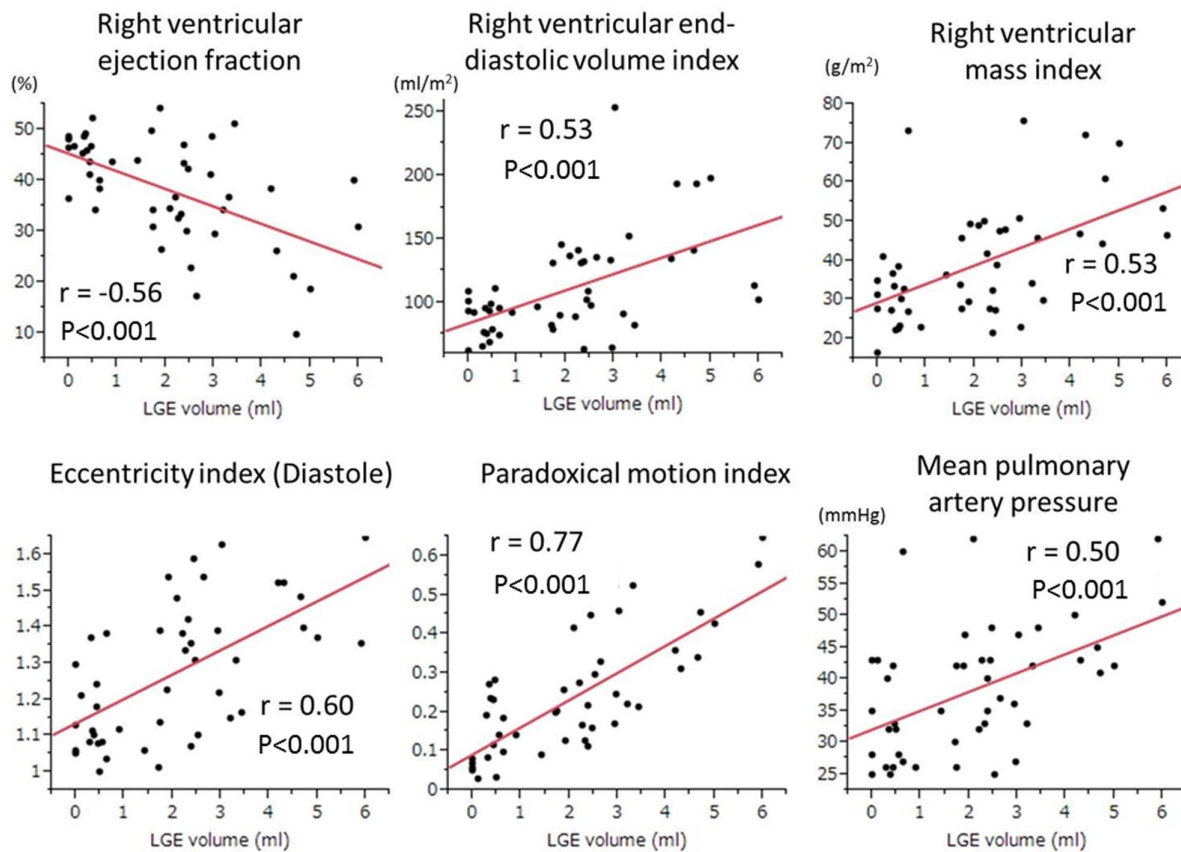 Right ventricular
ejection fraction
(%)
50
40
30
20
10
r = -0.56
P<0.001
0 1 2 3 4 5 6
LGE volume (ml)
Right ventricular end-
diastolic volume index
(ml/m²)
250
200
150
100
r = 0.53
P<0.001
0 1 2 3 4 5 6
LGE volume (ml)
Right ventricular
mass index
(g/m²)
80
70
60
50
40
30
20
r = 0.53
P<0.001
0 1 2 3 4 5 6
LGE volume (ml)
Eccentricity index (Diastole)
1.6
1.5
1.4
1.3
1.2
1.1
1
r = 0.60
P<0.001
0 1 2 3 4 5 6
LGE volume (ml)
Paradoxical motion index
r = 0.77
P<0.001
0.6
0.5
0.4
0.3
0.2
0.1
0
0 1 2 3 4 5 6
LGE volume (ml)
Mean pulmonary
artery pressure
(mmHg)
60
55
50
45
40
35
30
25
r = 0.50
P<0.001
0 1 2 3 4 5 6
LGE volume (ml)